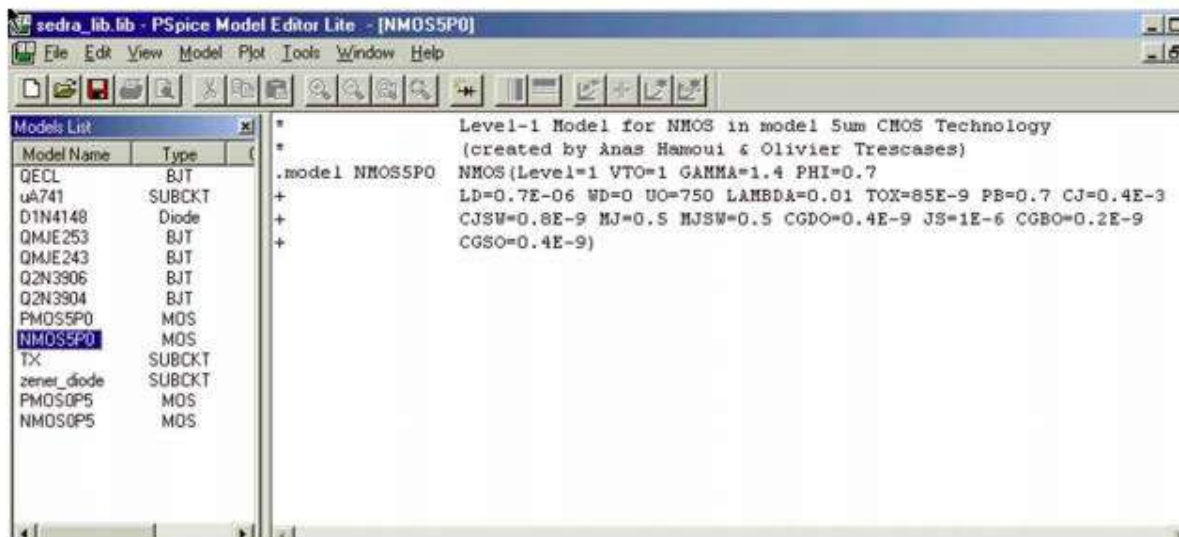 sedra_lib.lib - PSpice Model Editor Lite - [NMOS5P0]
File Edit View Model Plot Tools Window Help
Models List
Model Name Type
QECL BJT
uA741 SUBCKT
D1N4148 Diode
QMJE253 BJT
QMJE243 BJT
Q2N3906 BJT
Q2N3904 BJT
PMOS5P0 MOS
NMOS5P0 MOS
TX SUBCKT
zener_diode SUBCKT
PMOS0P5 MOS
NMOS0P5 MOS
* Level-1 Model for NMOS in model 5um CMOS Technology
* (created by Anas Hamoui & Olivier Trescases)
.model NMOS5P0 NMOS(Level=1 VTO=1 GAMMA=1.4 PHI=0.7
+ LD=0.7E-06 WD=0 UO=750 LAMBDA=0.01 TOX=85E-9 PB=0.7 CJ=0.4E-3
+ CJSW=0.8E-9 MJ=0.5 MJSW=0.5 CGDO=0.4E-9 JS=1E-6 CGBO=0.2E-9
+ CGSO=0.4E-9)